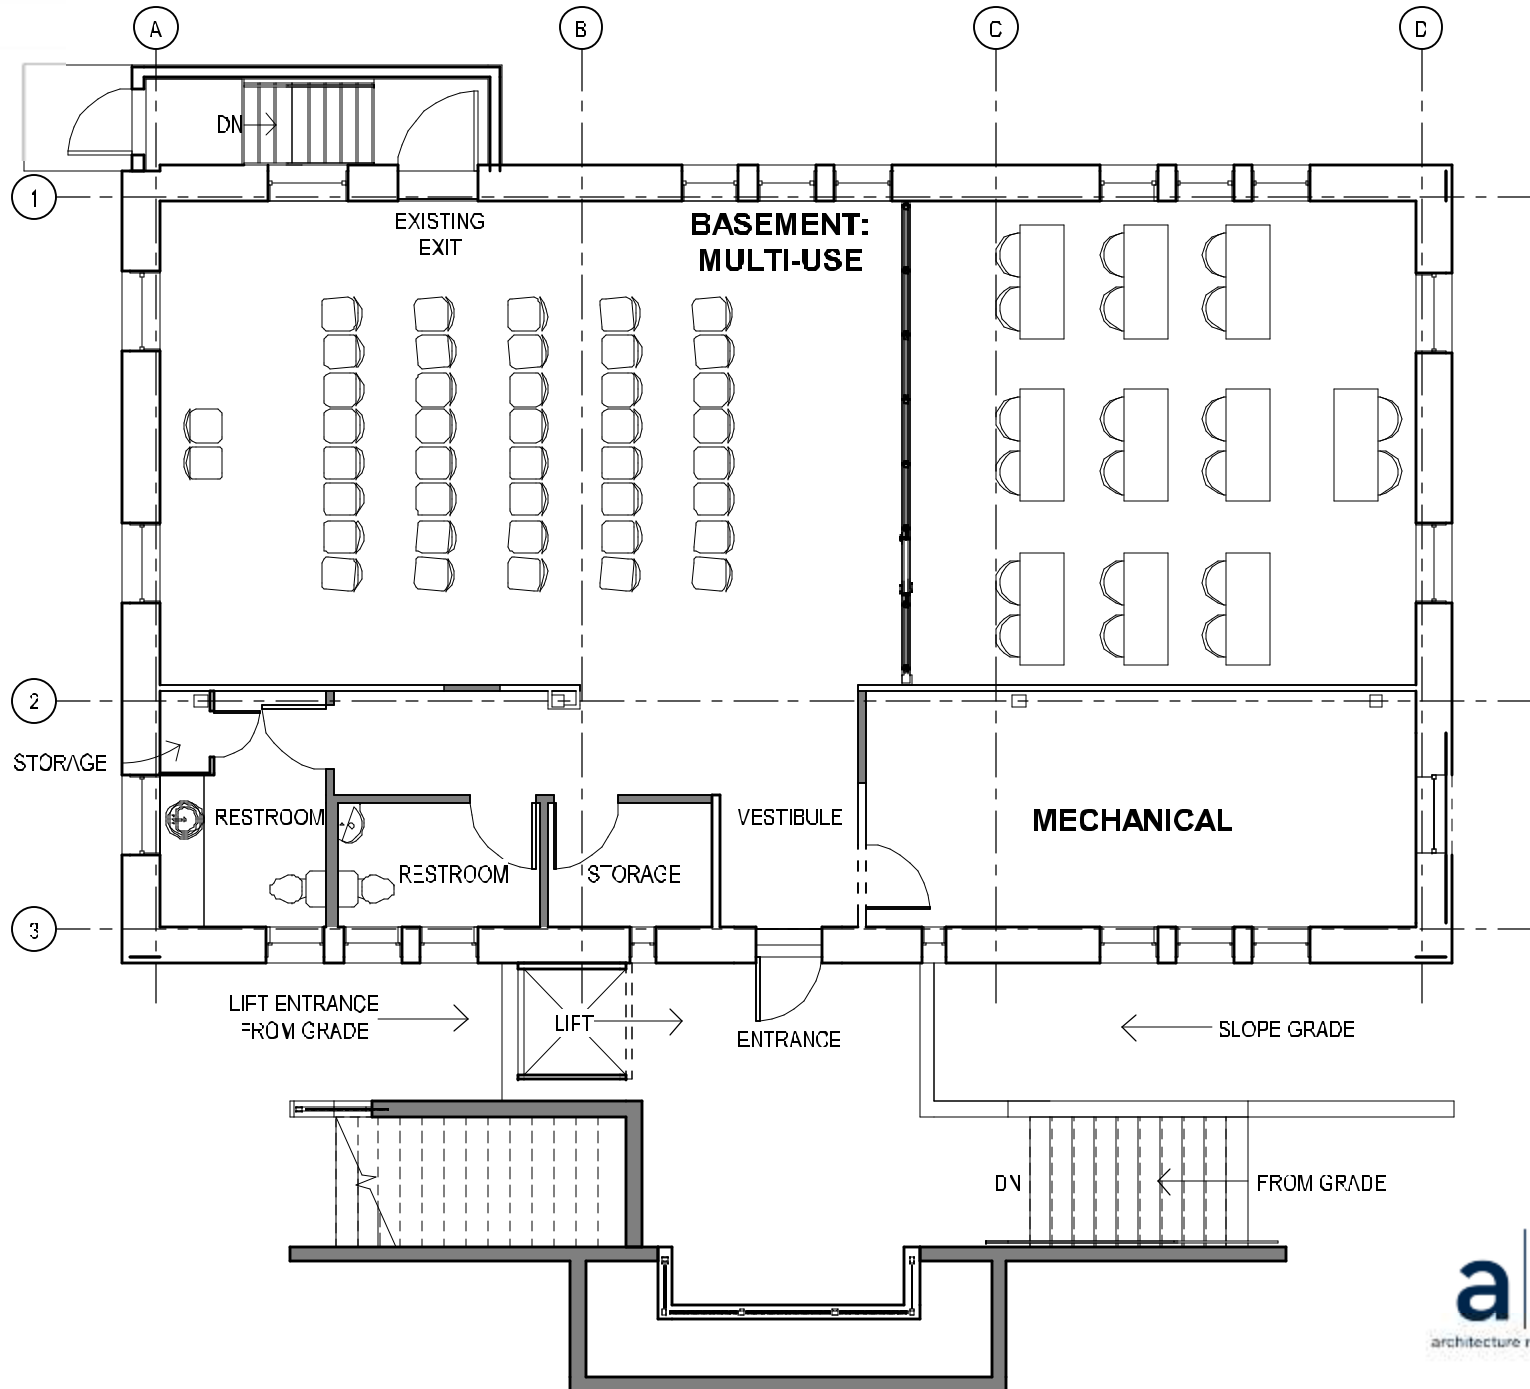 A
B
C
D
DN
1
EXISTING
EXIT
BASEMENT:
MULTI-USE
2
STORAGE
RESTROOM
VESTIBULE
MECHANICAL
RESTROOM
STORAGE
3
LIFT ENTRANCE
FROM GRADE
LIFT
ENTRANCE
SLOPE GRADE
DN
FROM GRADE
a
architecture